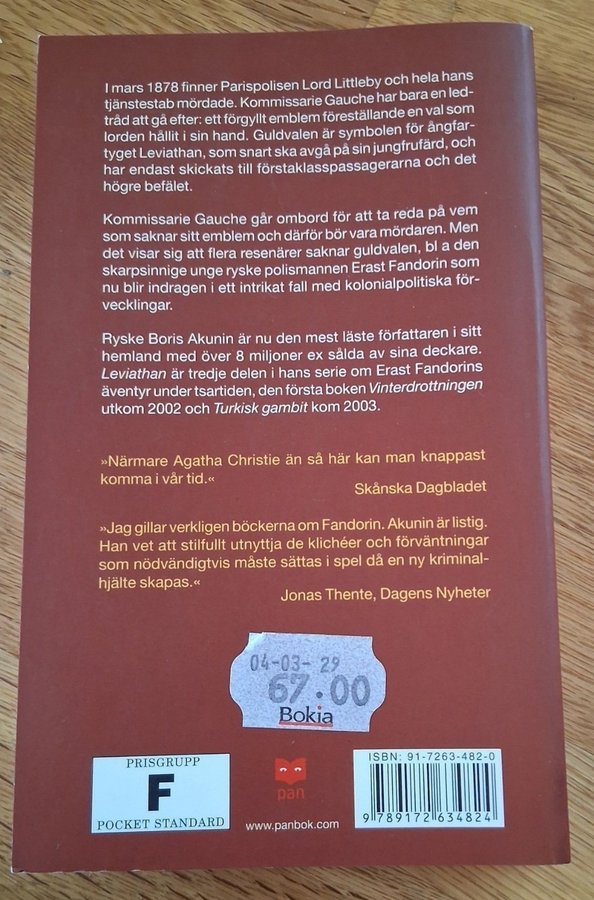 I mars 1878 finner Parispolisen Lord Littleby och hela hans
tjänstestab mördade. Kommissarie Gauche har bara en led-
tråd att gå efter: ett förgyllt emblem föreställande en val som
lorden hållit i sin hand. Guldvalen är symbolen för ångfar-
tyget Leviathan, som snart ska avgå på sin jungfrufärd, och
har endast skickats till förstaklasspassagerarna och det
högre befälet.
Kommissarie Gauche går ombord för att ta reda på vem
som saknar sitt emblem och därför bör vara mördaren. Men
det visar sig att flera resenärer saknar guldvalen, bl a den
skarpsinnige unge ryske polismannen Erast Fandorin som
nu blir indragen i ett intrikat fall med kolonialpolitiska för-
vecklingar.
Ryske Boris Akunin är nu den mest läste författaren i sitt
hemland med över 8 miljoner ex sålda av sina deckare.
Leviathan är tredje delen i hans serie om Erast Fandorins
äventyr under tsartiden, den första boken Vinterdrottningen
utkom 2002 och Turkisk gambit kom 2003.
»Närmare Agatha Christie än så här kan man knappast
komma i vår tid.«
Skånska Dagbladet
»Jag gillar verkligen böckerna om Fandorin. Akunin är listig.
Han vet att stilfullt utnyttja de klichéer och förväntningar
som nödvändigtvis måste sättas i spel då en ny kriminal-
hjälte skapas.«
Jonas Thente, Dagens Nyheter
04-03-29
67.00
Bokia
PRISGRUPP
F
POCKET STANDARD
pan
www.panbok.com
ISBN: 91-7263-482-0
9 789172 634824